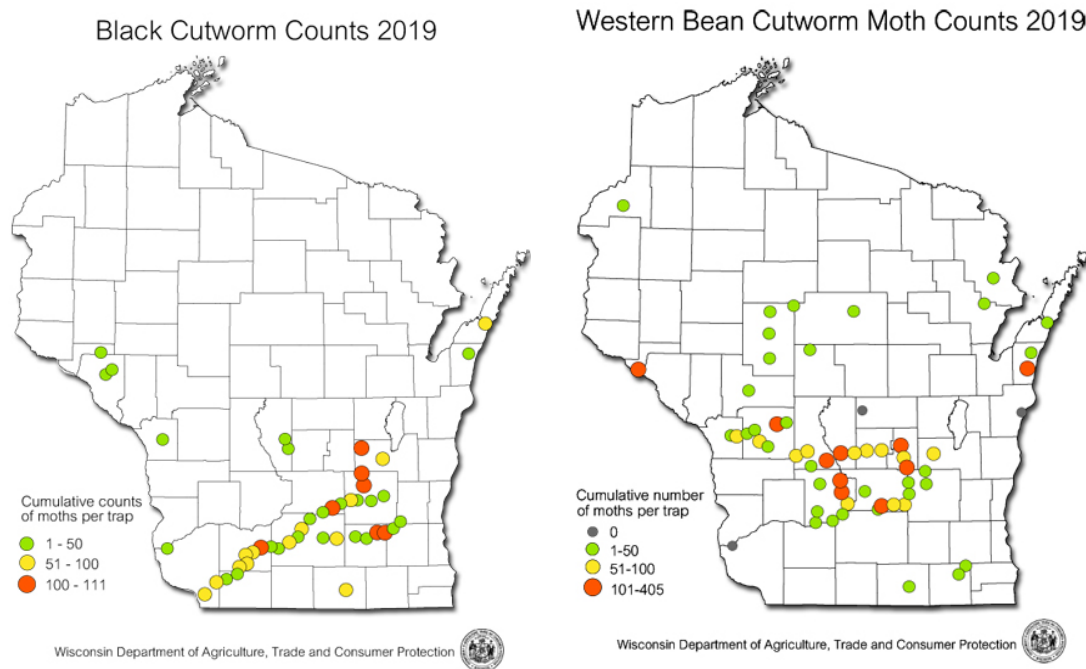 Black Cutworm Counts 2019
Cumulative counts
of moths per trap
1 - 50
51 - 100
100 - 111
Wisconsin Department of Agriculture, Trade and Consumer Protection
Western Bean Cutworm Moth Counts 2019
Cumulative number
of moths per trap
0
1-50
51-100
101-405
Wisconsin Department of Agriculture, Trade and Consumer Protection